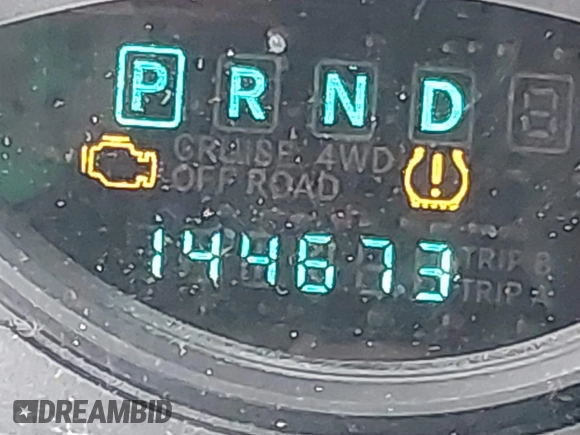 P R N D
CRUISE 4WD
OFF ROAD
144673
TRIP B
TRIP A
DREAMBID